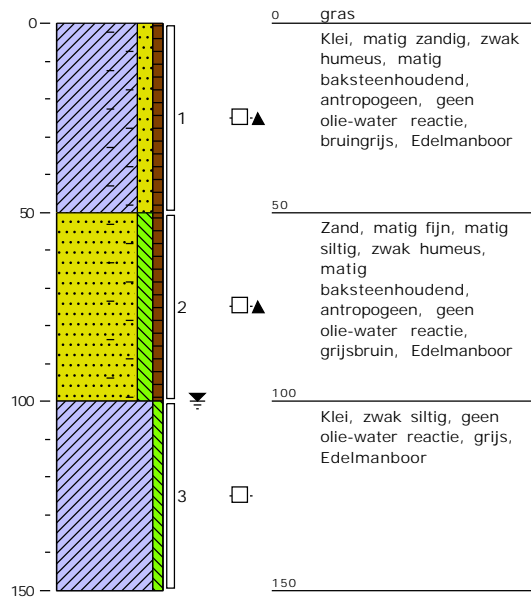 0
0 gras
Klei, matig zandig, zwak
humeus, matig
baksteenhoudend,
antropogeen, geen
olie-water reactie,
bruingrijs, Edelmanboor
1
50
50
Zand, matig fijn, matig
siltig, zwak humeus,
matig
baksteenhoudend,
antropogeen, geen
olie-water reactie,
grijsbruin, Edelmanboor
2
100
100
Klei, zwak siltig, geen
olie-water reactie, grijs,
Edelmanboor
3
150
150